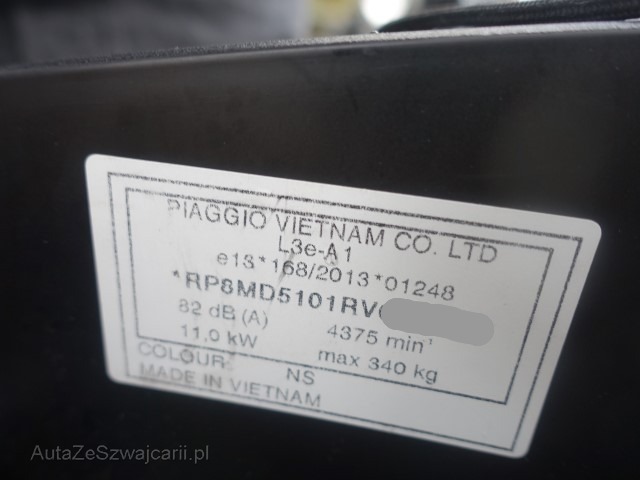 PIAGGIO VIETNAM CO. LTD
L3e-A1
e13*168/2013*01248
*RP8MD5101RV
82 dB (A) 4375 min⁻¹
11,0 kW max 340 kg
COLOUR NS
MADE IN VIETNAM
AutaZeSzwajcarii.pl